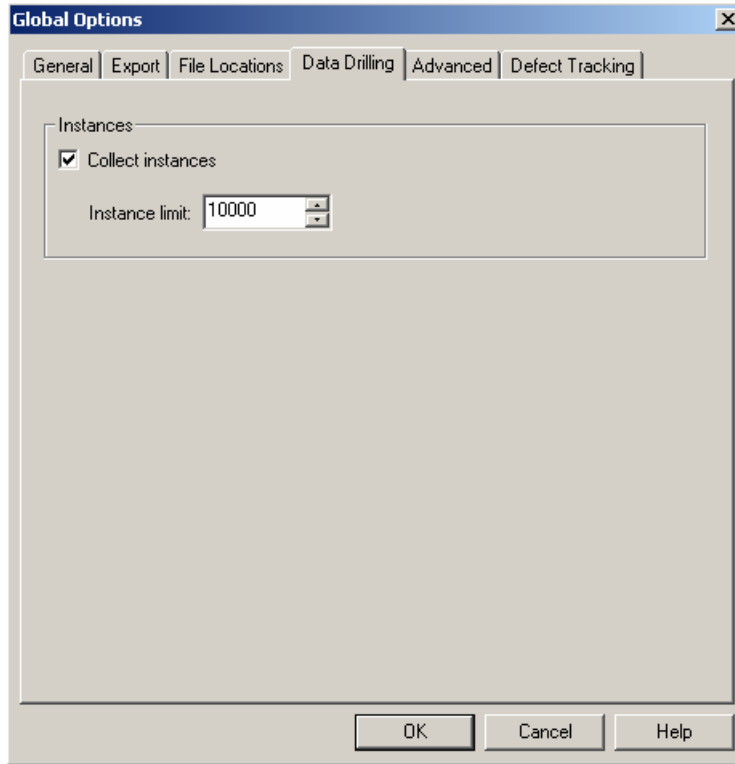 Global Options
General Export File Locations Data Drilling Advanced Defect Tracking
Instances
Collect instances
Instance limit: 10000
OK Cancel Help